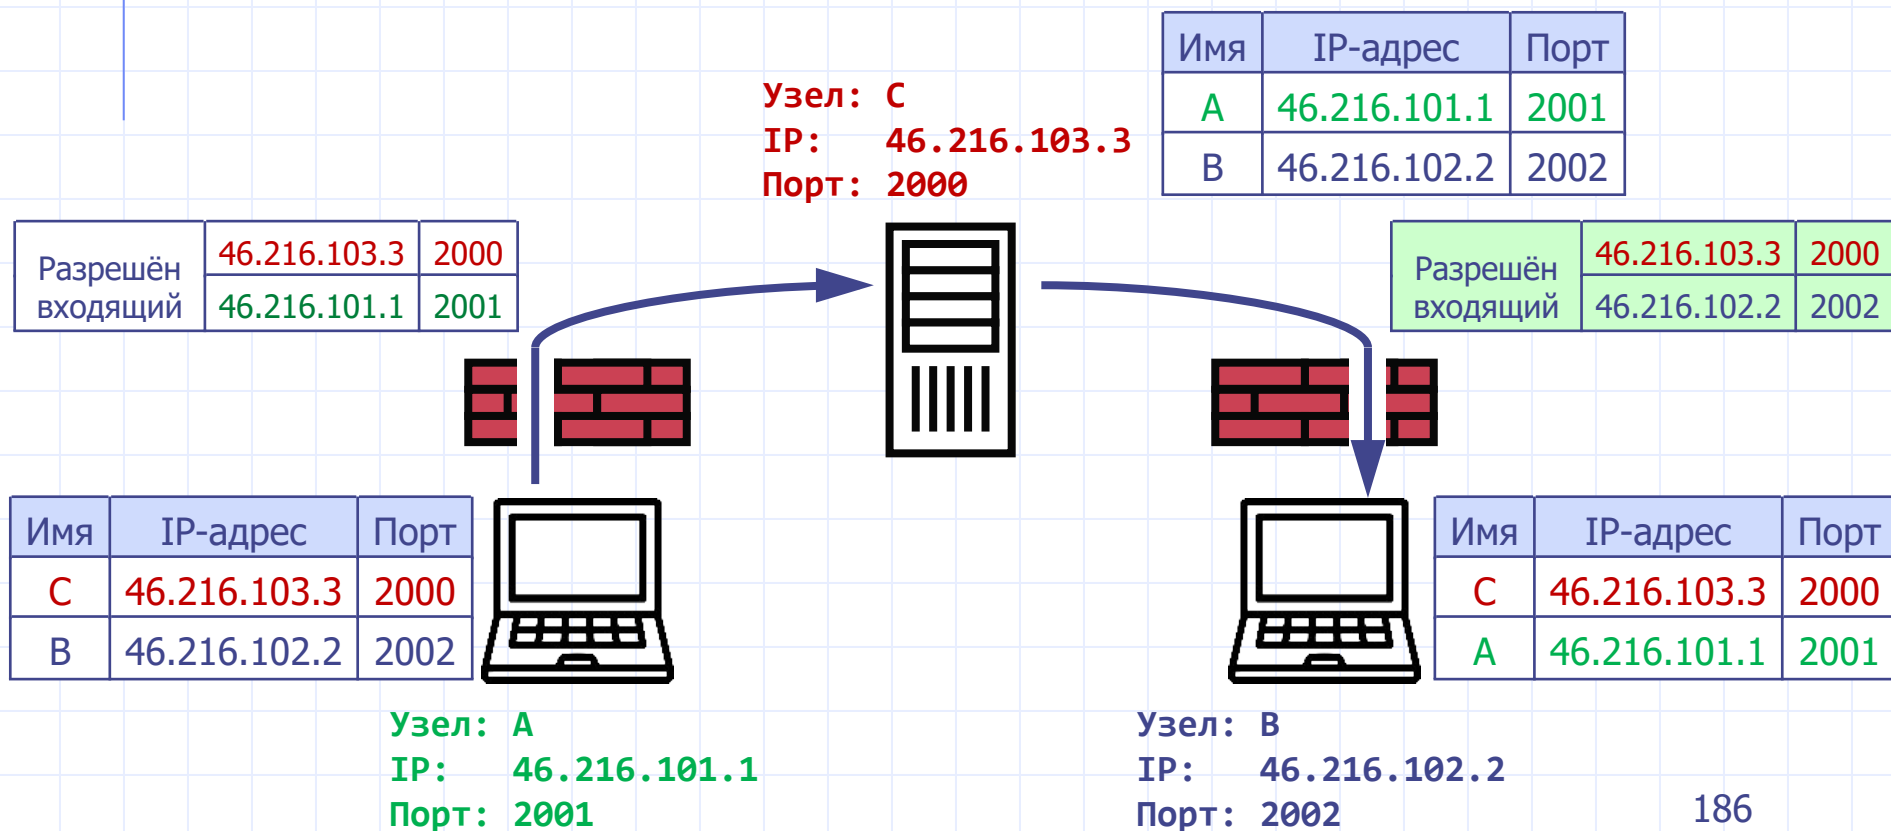 Имя IP-адрес Порт
A 46.216.101.1 2001
B 46.216.102.2 2002
Узел: C
IP: 46.216.103.3
Порт: 2000
Разрешён входящий
46.216.103.3 2000
46.216.101.1 2001
Разрешён входящий
46.216.103.3 2000
46.216.102.2 2002
Имя IP-адрес Порт
C 46.216.103.3 2000
B 46.216.102.2 2002
Имя IP-адрес Порт
C 46.216.103.3 2000
A 46.216.101.1 2001
Узел: A
IP: 46.216.101.1
Порт: 2001
Узел: B
IP: 46.216.102.2
Порт: 2002
186